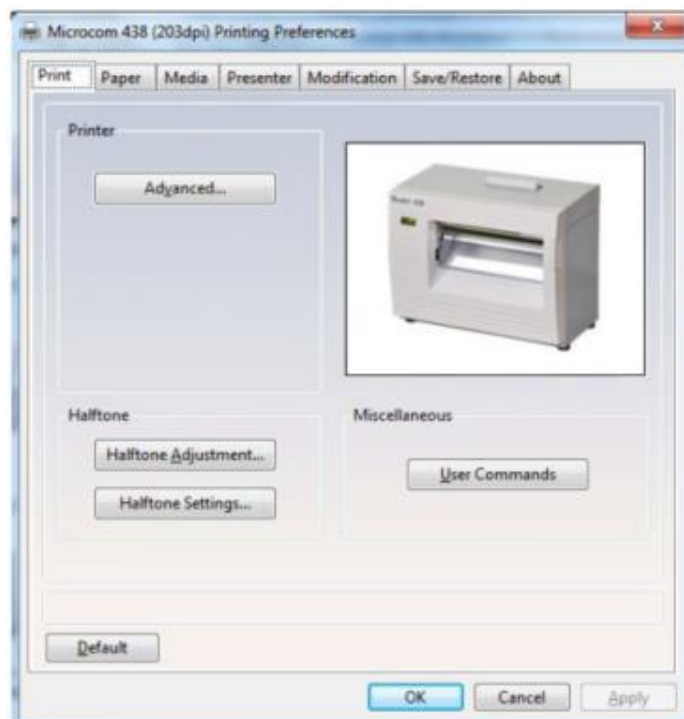 Microcom 438 (203dpi) Printing Preferences
Print Paper Media Presenter Modification Save/Restore About
Printer
Advanced...
Halftone
Halftone Adjustment...
Halftone Settings...
Miscellaneous
User Commands
Default
OK Cancel Apply